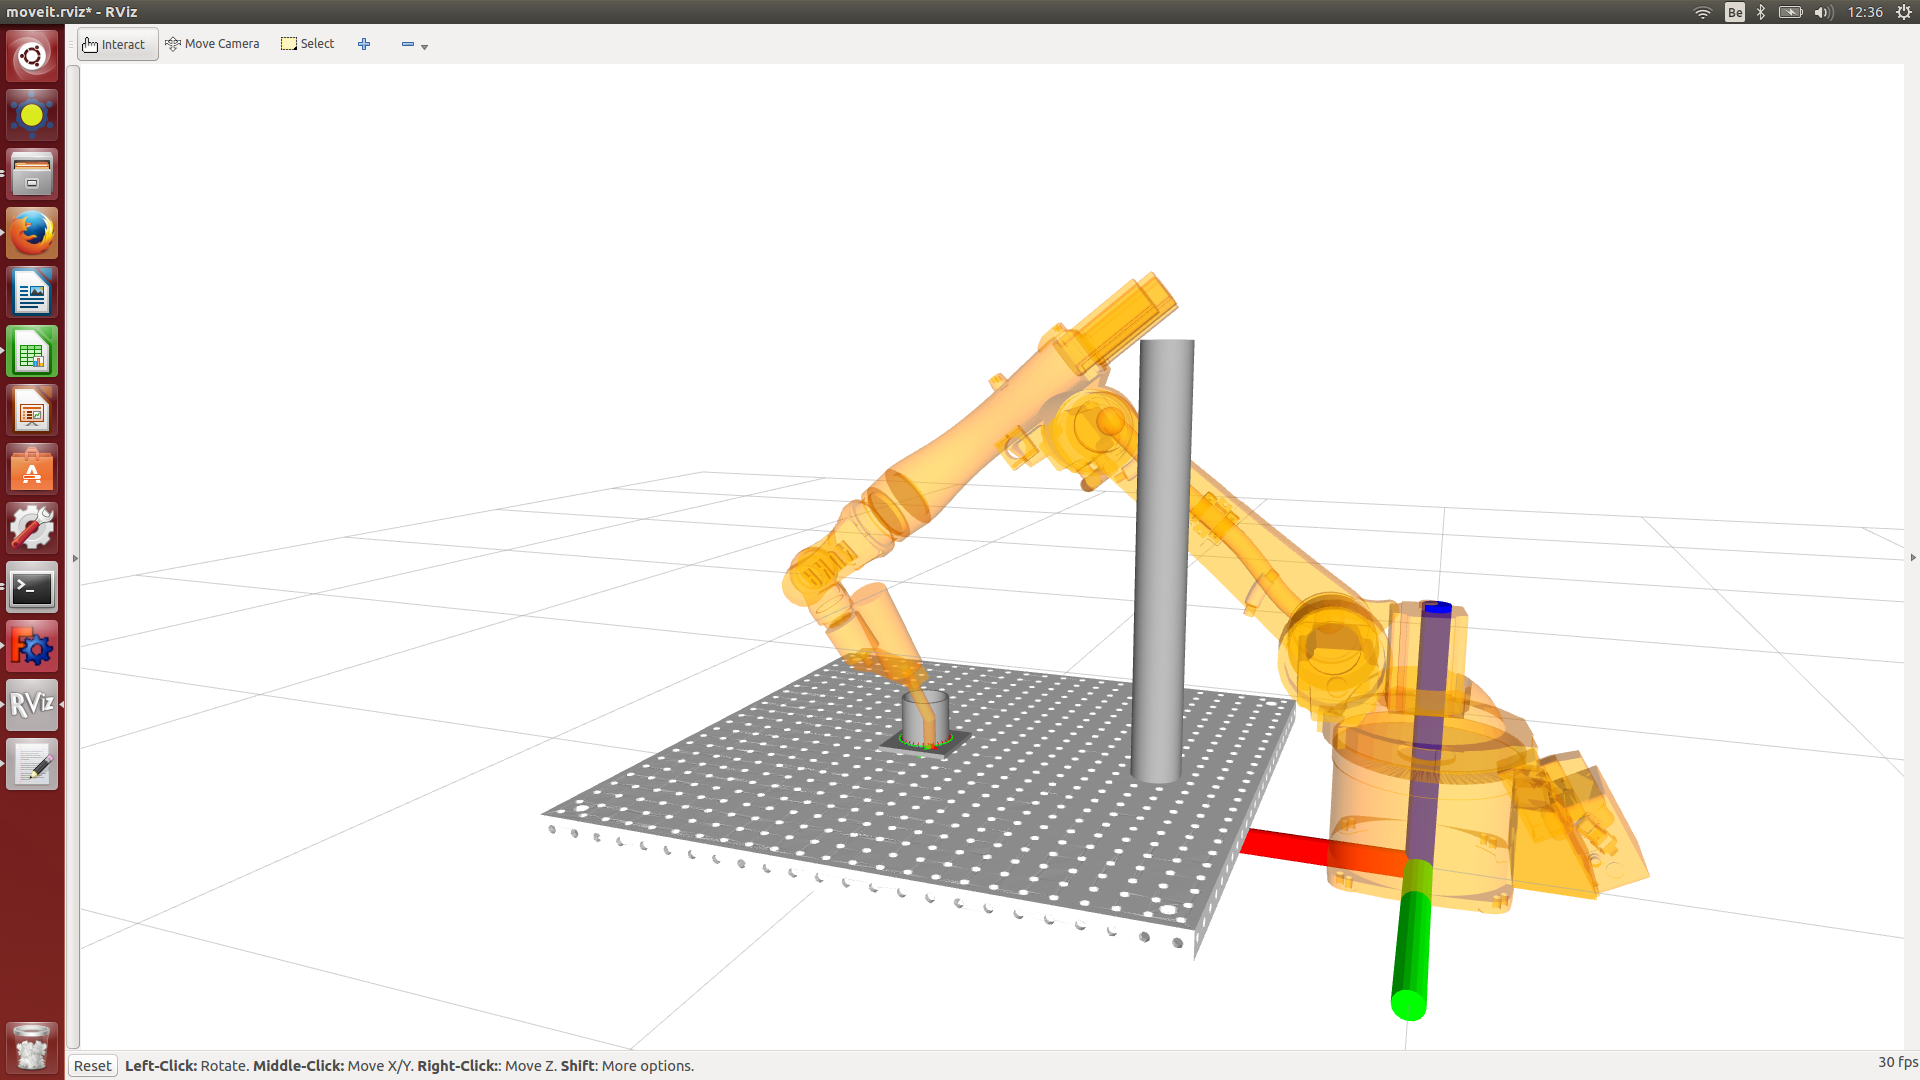 moveit.rviz* - RViz
Be
12:36
Interact
Move Camera
Select
RViz
Reset
Left-Click: Rotate. Middle-Click: Move X/Y. Right-Click:: Move Z. Shift: More options.
30 fps